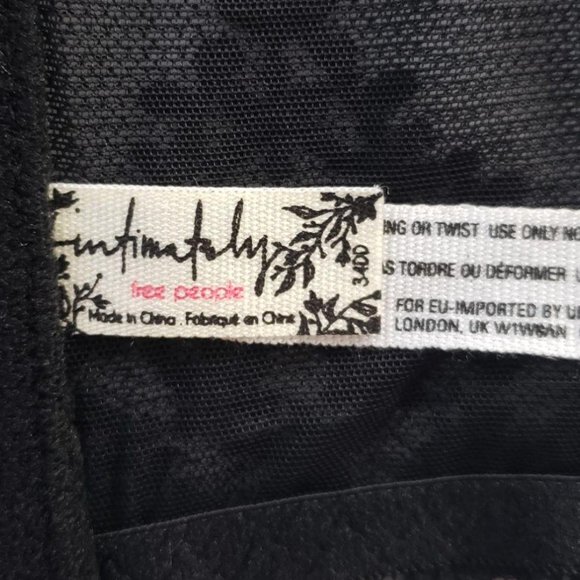 intimately
free people
Made in China . Fabriqué en Chine
34DD
ING OR TWIST USE ONLY NO
AS TORDRE OU DÉFORMER
FOR EU-IMPORTED BY U
LONDON, UK W1W8AN